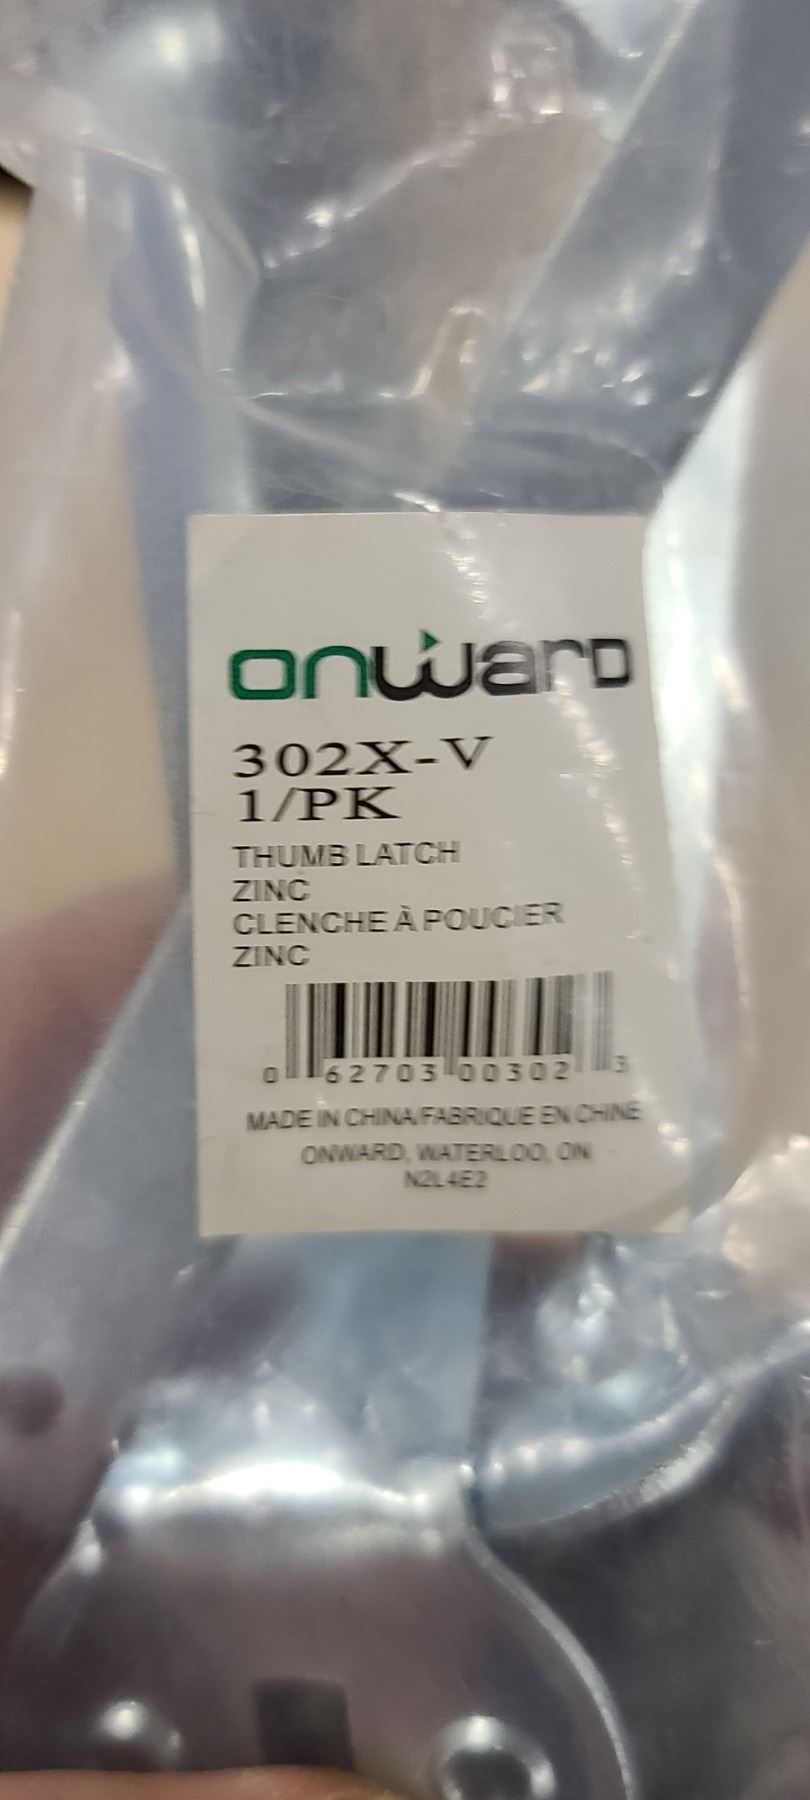 onward
302X-V
1/PK
THUMB LATCH
ZINC
CLENCHE À POUCIER
ZINC
0 62703 00302 3
MADE IN CHINA/FABRIQUE EN CHINE
ONWARD, WATERLOO, ON
N2L4E2